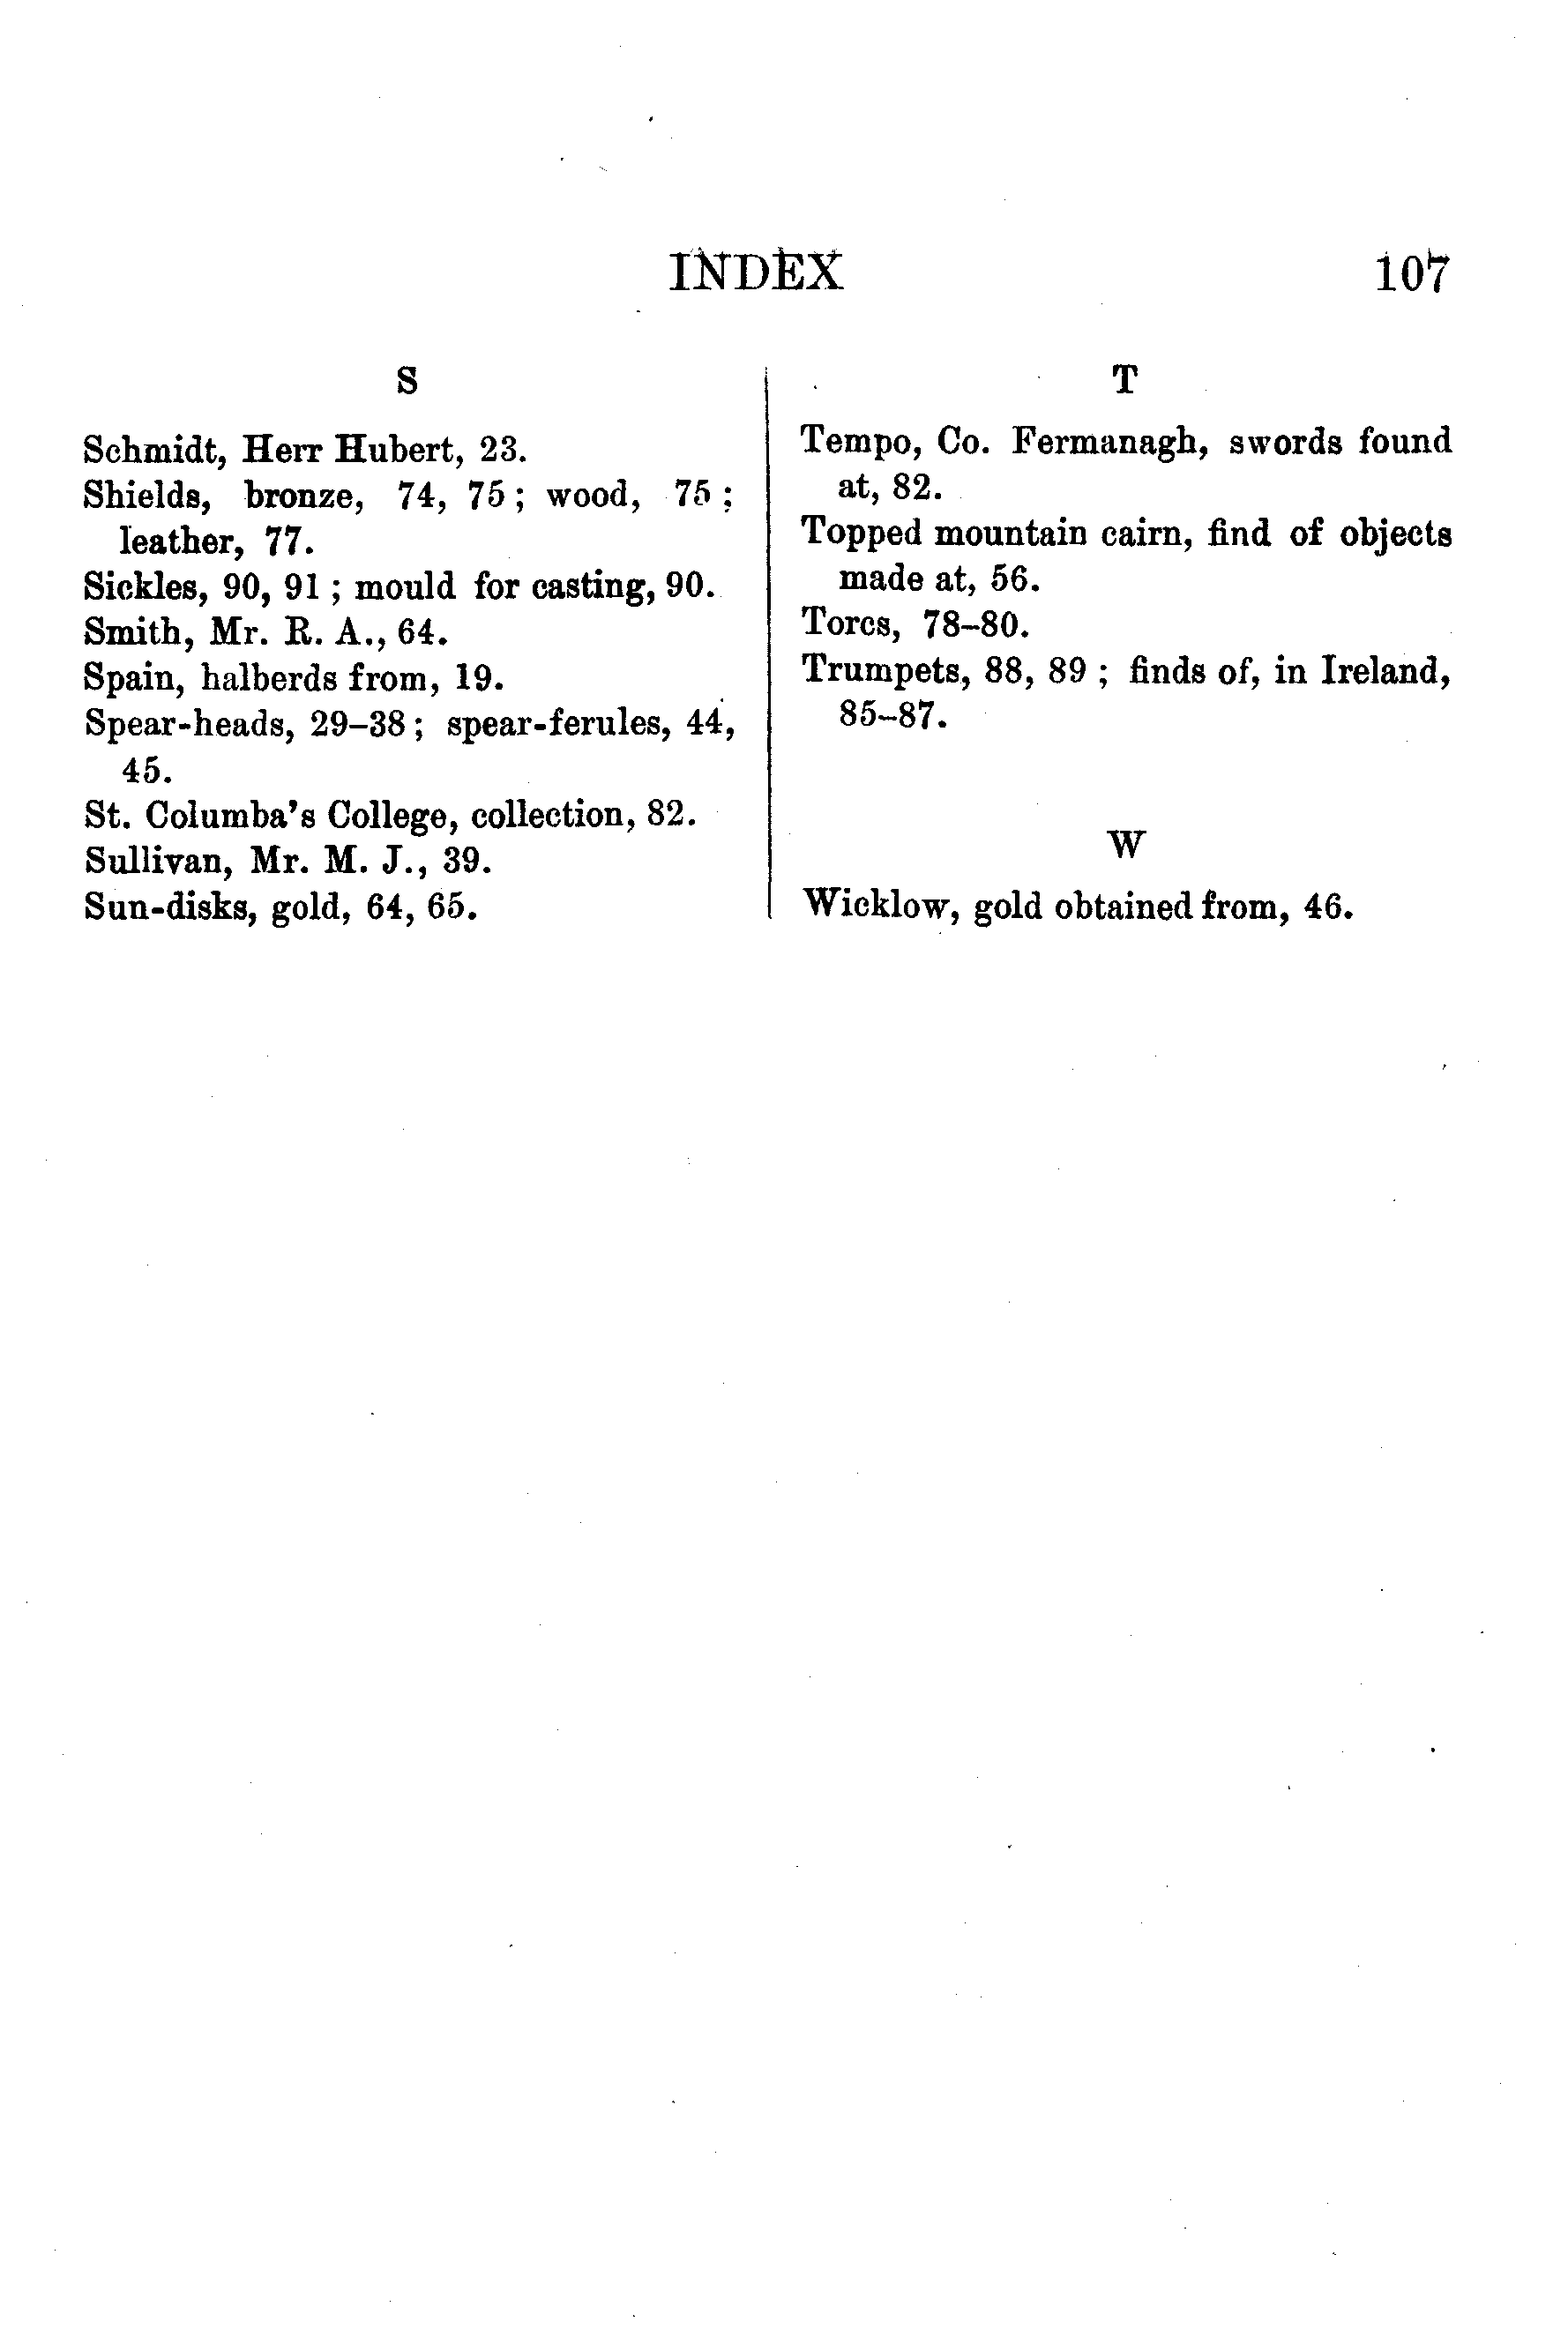 INDEX 107
S
Schmidt, Herr Hubert, 23.
Shields, bronze, 74, 75; wood, 75;
leather, 77.
Sickles, 90, 91; mould for casting, 90.
Smith, Mr. R. A., 64.
Spain, halberds from, 19.
Spear-heads, 29–38; spear-ferules, 44,
45.
St. Columba's College, collection, 82.
Sullivan, Mr. M. J., 39.
Sun-disks, gold, 64, 65.
T
Tempo, Co. Fermanagh, swords found
at, 82.
Topped mountain cairn, find of objects
made at, 56.
Torcs, 78–80.
Trumpets, 88, 89; finds of, in Ireland,
85–87.
W
Wicklow, gold obtained from, 46.